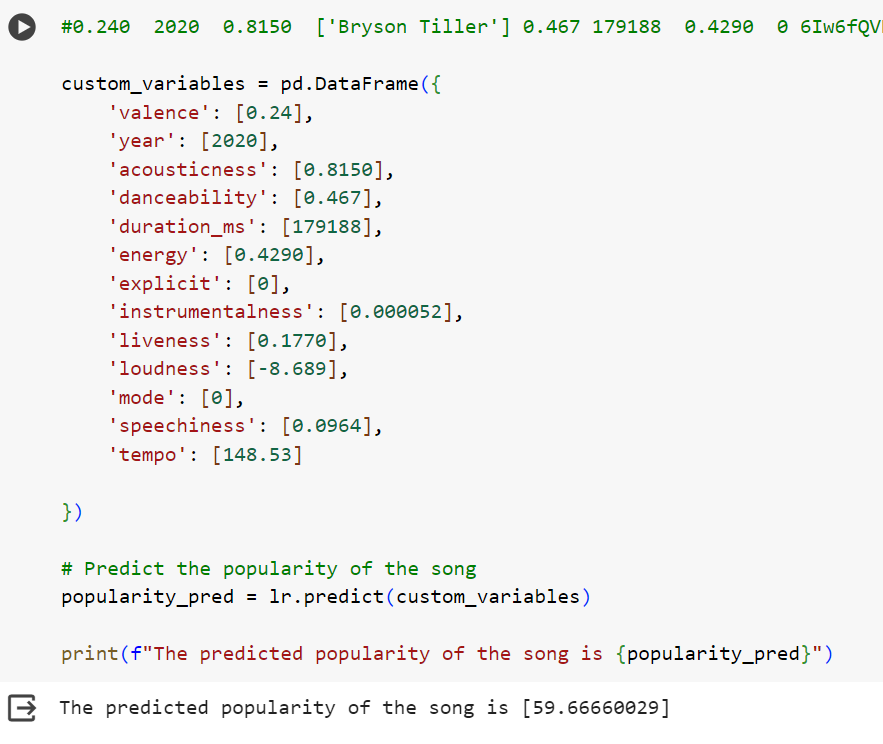 #0.240  2020  0.8150  ['Bryson Tiller'] 0.467 179188  0.4290  0
custom_variables = pd.DataFrame({
    'valence': [0.24],
    'year': [2020],
    'acousticness': [0.8150],
    'danceability': [0.467],
    'duration_ms': [179188],
    'energy': [0.4290],
    'explicit': [0],
    'instrumentalness': [0.000052],
    'liveness': [0.1770],
    'loudness': [-8.689],
    'mode': [0],
    'speechiness': [0.0964],
    'tempo': [148.53]
})
# Predict the popularity of the song
popularity_pred = lr.predict(custom_variables)
print(f"The predicted popularity of the song is {popularity_pred}")
The predicted popularity of the song is [59.66660029]